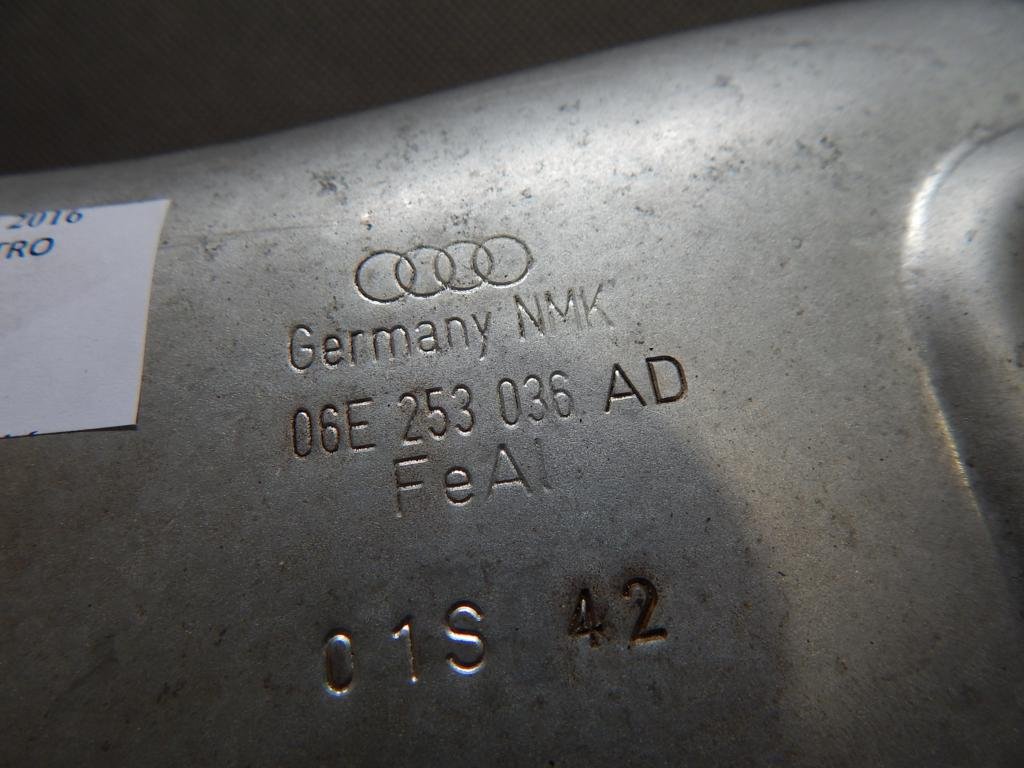 2016
TRO
Germany NMK
06E 253 036 AD
FeAl
01S 42